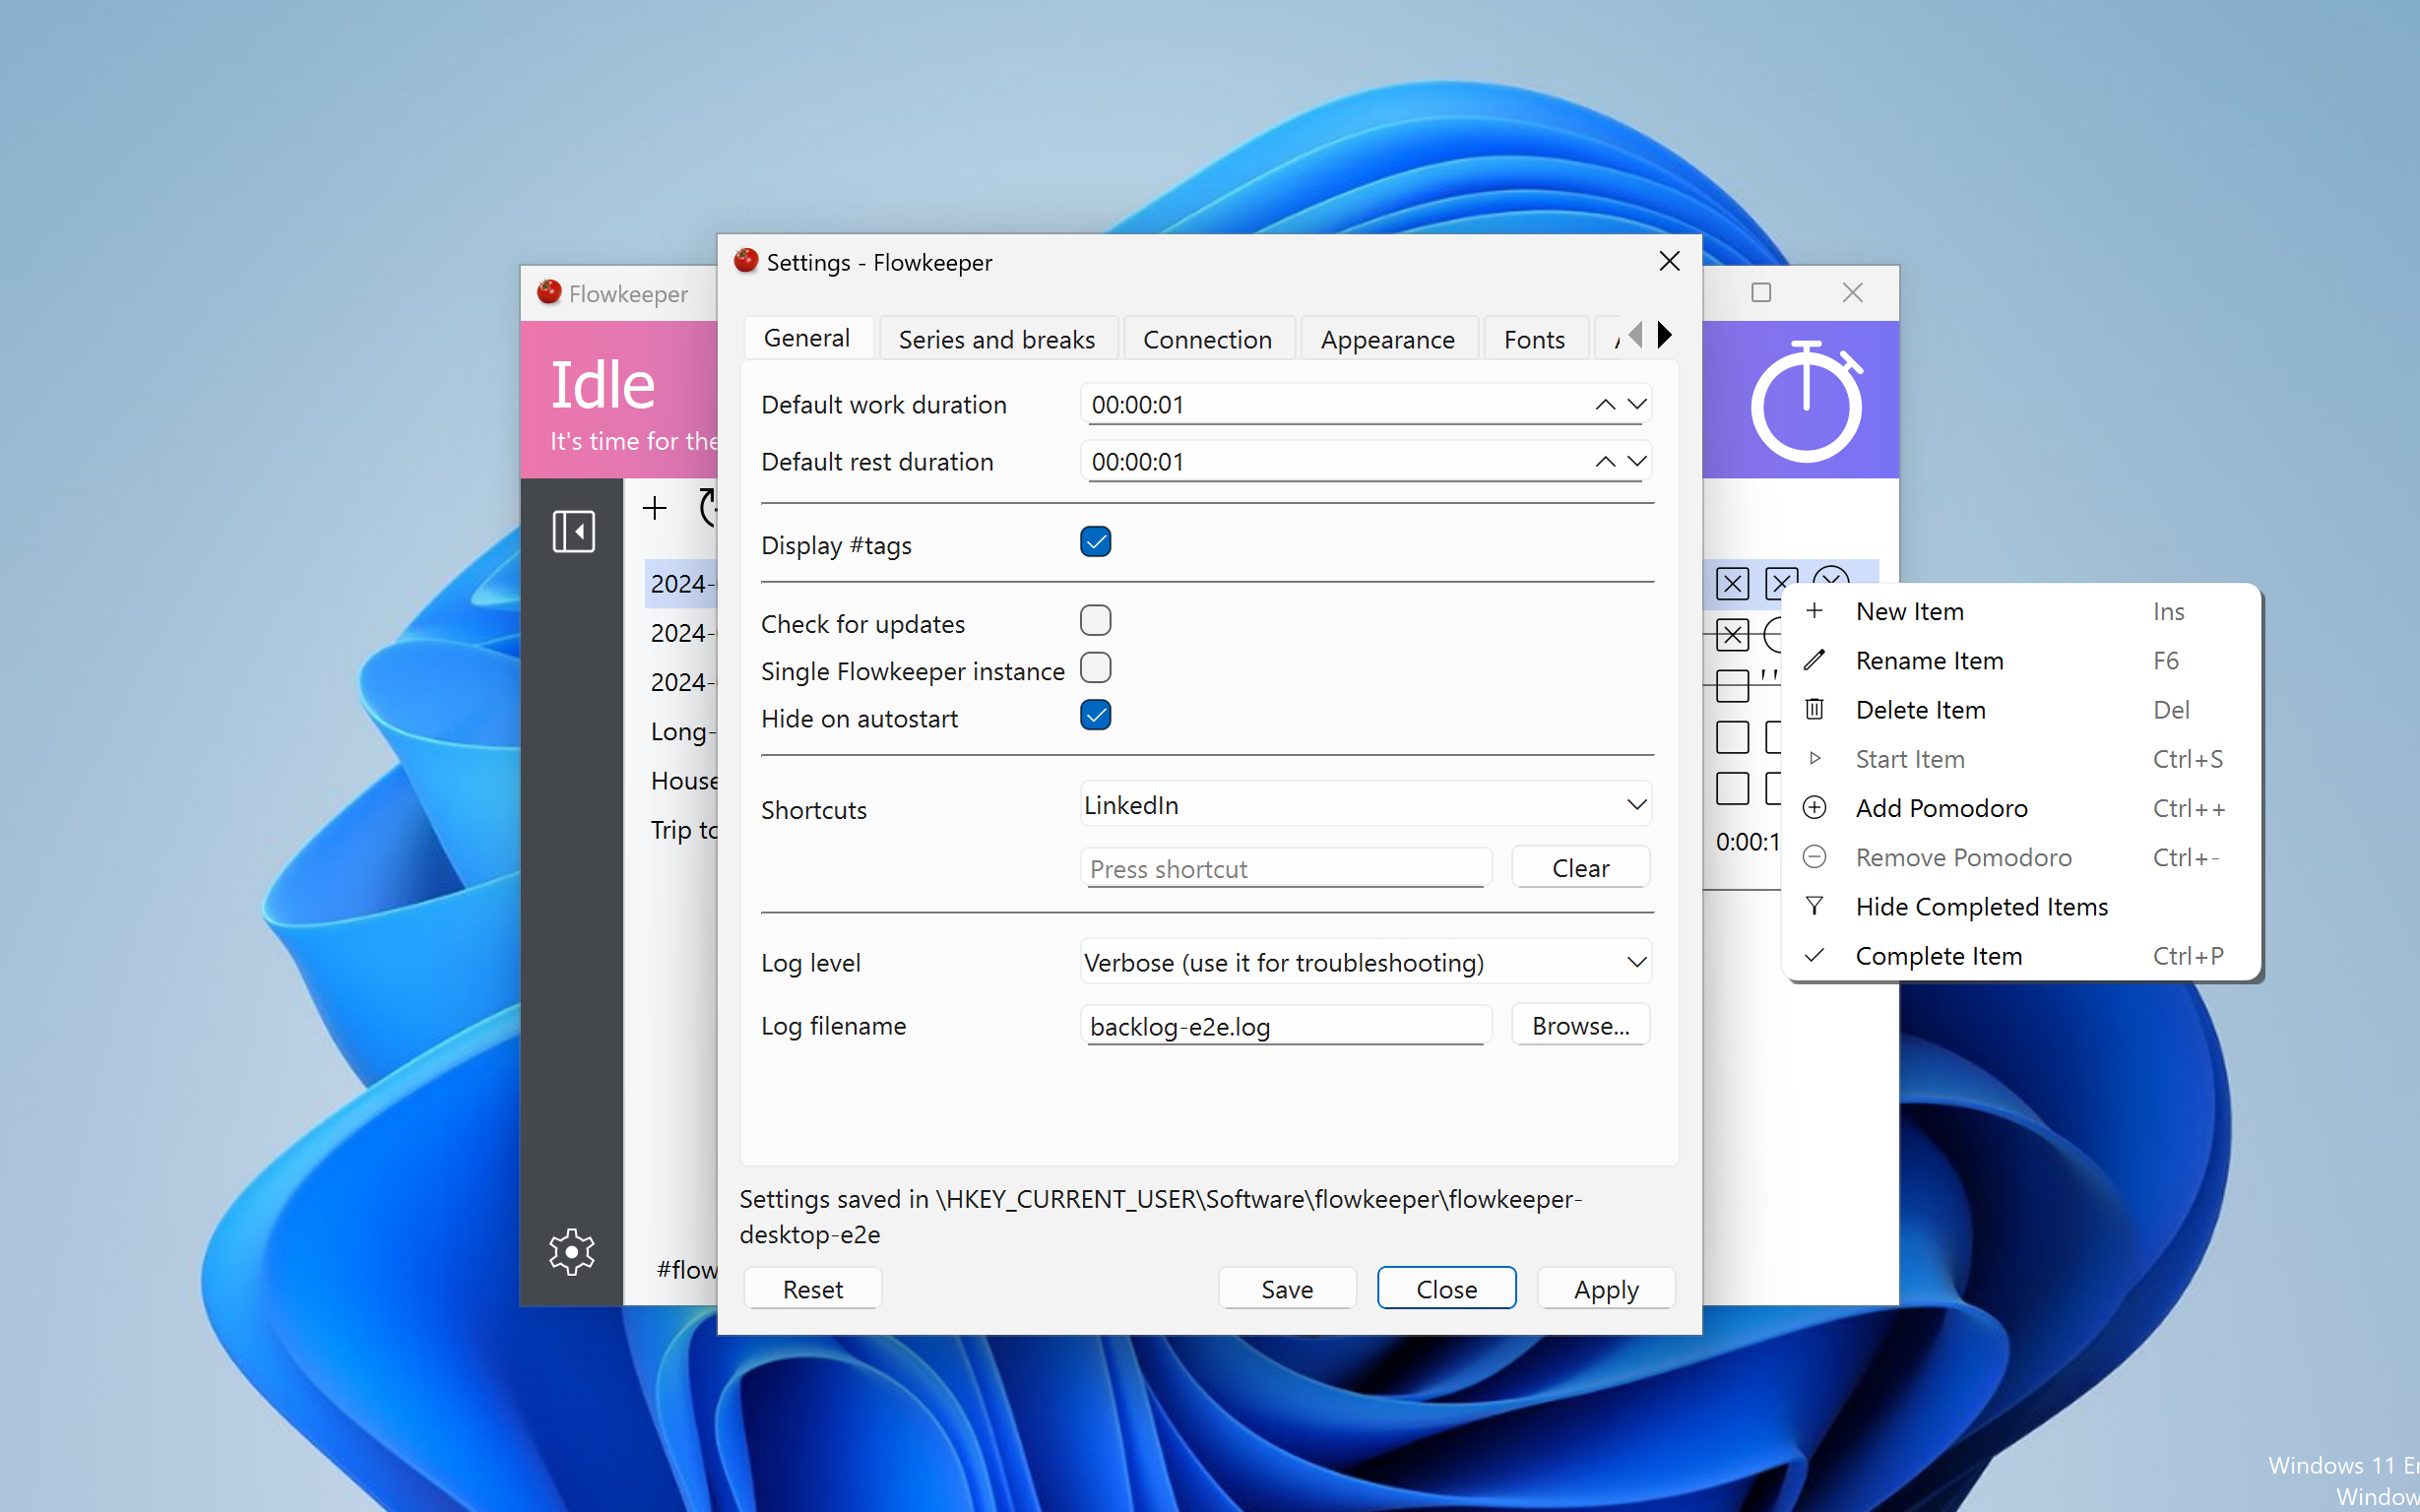 Settings - Flowkeeper
Flowkeeper
General
Series and breaks
Connection
Appearance
Fonts
Idle
It's time for the
Default work duration
00:00:01
Default rest duration
00:00:01
Display #tags
Check for updates
Single Flowkeeper instance
Hide on autostart
Shortcuts
LinkedIn
Press shortcut
Clear
Log level
Verbose (use it for troubleshooting)
Log filename
backlog-e2e.log
Browse...
Settings saved in \HKEY_CURRENT_USER\Software\flowkeeper\flowkeeper-
desktop-e2e
Reset
Save
Close
Apply
2024-
2024-
2024-
Long-
House
Trip to
#flow
0:00:1
New Item Ins
Rename Item F6
Delete Item Del
Start Item Ctrl+S
Add Pomodoro Ctrl++
Remove Pomodoro Ctrl+-
Hide Completed Items
Complete Item Ctrl+P
Windows 11 En
Window